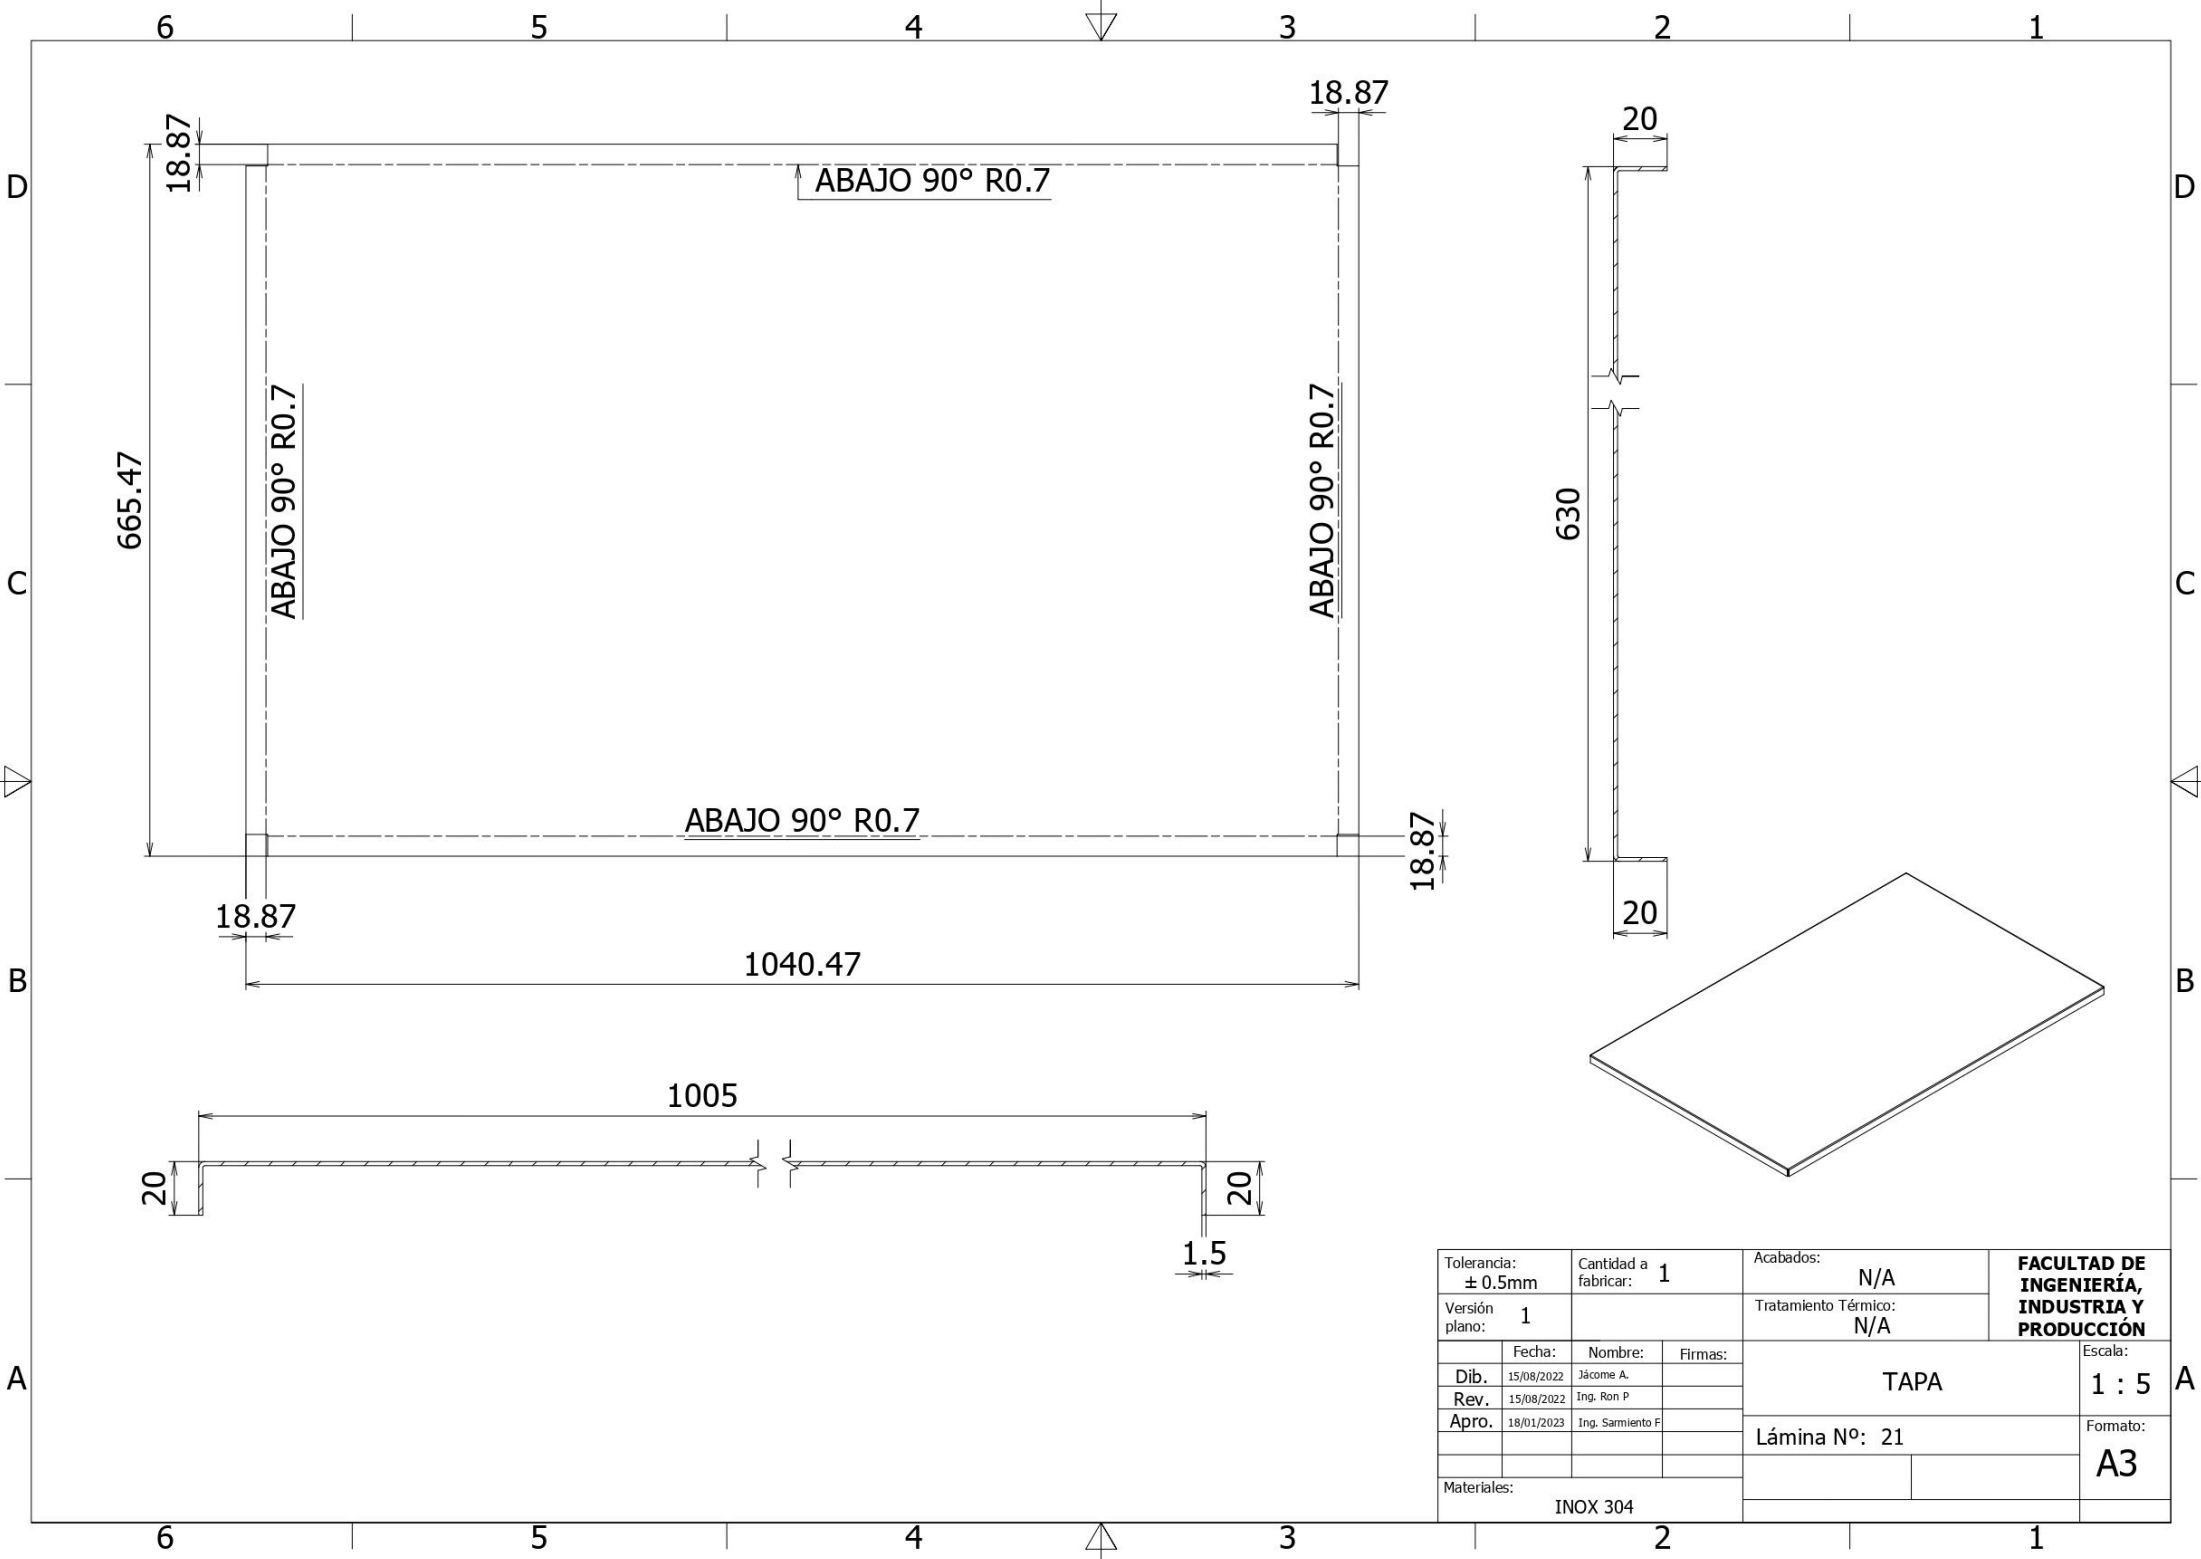 6 5 4 3 2 1
D
D
C
C
B
B
A
A
18.87
18.87
20
ABAJO 90° R0.7
ABAJO 90° R0.7
ABAJO 90° R0.7
665.47
630
ABAJO 90° R0.7
18.87
18.87
20
1040.47
1005
20
20
1.5
Tolerancia:
± 0.5mm
Cantidad a
fabricar: 1
Acabados:
N/A
FACULTAD DE
INGENIERÍA,
INDUSTRIA Y
PRODUCCIÓN
Versión
plano: 1
Tratamiento Térmico:
N/A
Fecha: Nombre: Firmas:
Dib. 15/08/2022 Jácome A.
Rev. 15/08/2022 Ing. Ron P
Apro. 18/01/2023 Ing. Sarmiento F
TAPA
Escala:
1 : 5
Lámina Nº: 21
Formato:
A3
Materiales:
INOX 304
6 5 4 3 2 1